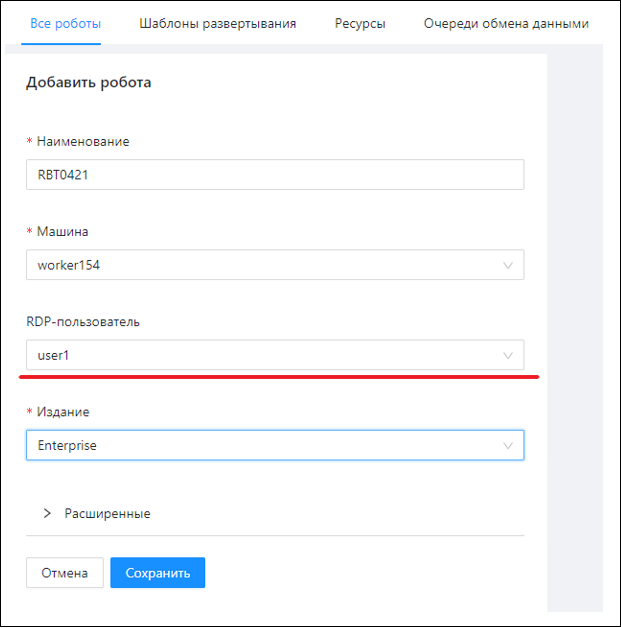 Все роботы Шаблоны развертывания Ресурсы Очереди обмена данными
Добавить робота
* Наименование
RBT0421
* Машина
worker154
RDP-пользователь
user1
* Издание
Enterprise
Расширенные
Отмена Сохранить